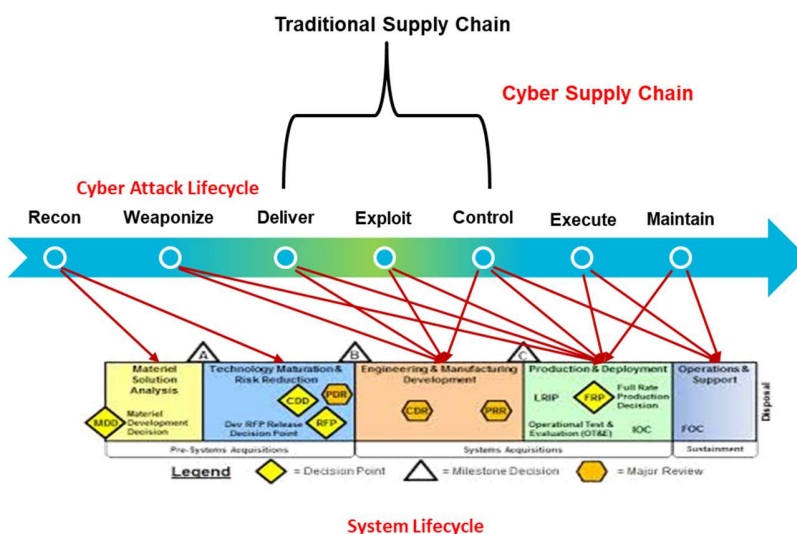 Traditional Supply Chain
Cyber Supply Chain
Cyber Attack Lifecycle
Recon Weaponize Deliver Exploit Control Execute Maintain
A B C
Materiel Solution Analysis
Technology Maturation & Risk Reduction
Engineering & Manufacturing Development
Production & Deployment
Operations & Support
MDD
Materiel Development Decision
CDD
PDR
Dev RFP Release Decision Point
RFP
CDR
PRR
LRIP
FRP
Full Rate Production Decision
Operational Test & Evaluation (OT&E)
IOC
FOC
Disposal
Pre-Systems Acquisitions
Systems Acquisitions
Sustainment
Legend = Decision Point = Milestone Decision = Major Review
System Lifecycle